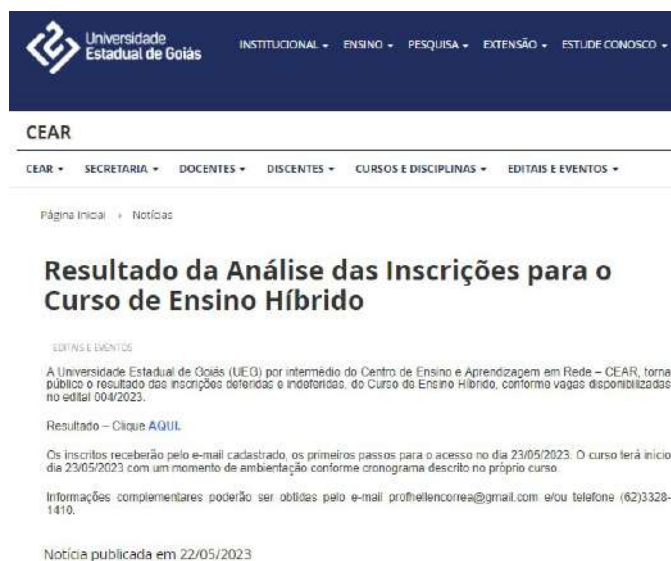 Universidade
Estadual de Goiás
INSTITUCIONAL ENSINO PESQUISA EXTENSÃO ESTUDE CONOSCO
CEAR
CEAR SECRETARIA DOCENTES DISCENTES CURSOS E DISCIPLINAS EDITAIS E EVENTOS
Página Inicial › Notícias
Resultado da Análise das Inscrições para o
Curso de Ensino Híbrido
EDITAIS E EVENTOS
A Universidade Estadual de Goiás (UEG) por intermédio do Centro de Ensino e Aprendizagem em Rede – CEAR, torna
público o resultado das inscrições deferidas e indeferidas, do Curso de Ensino Híbrido, conforme vagas disponibilizadas
no edital 004/2023.
Resultado – Clique AQUI.
Os inscritos receberão pelo e-mail cadastrado, os primeiros passos para o acesso no dia 23/05/2023. O curso terá início
dia 23/05/2023 com um momento de ambientação conforme cronograma descrito no próprio curso.
Informações complementares poderão ser obtidas pelo e-mail profhellencorrea@gmail.com e/ou telefone (62)3328-
1410.
Notícia publicada em 22/05/2023